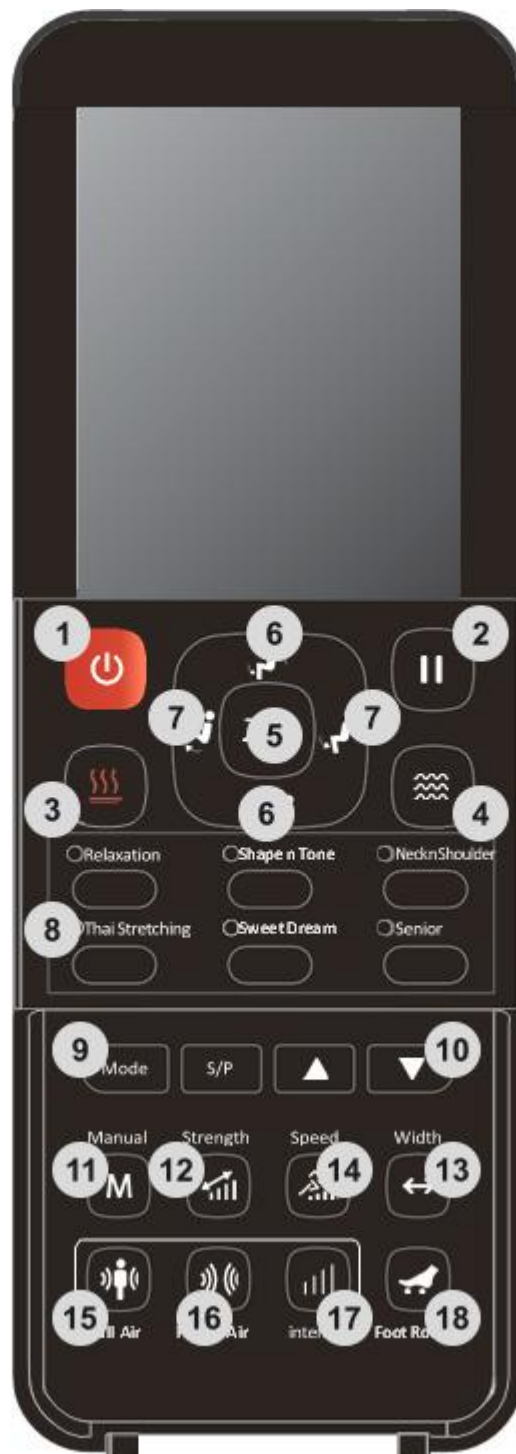 1 6 2
7 5 7
3 6 4
Relaxation Shape n Tone NecknShoulder
8 Thai Stretching Sweet Dream Senior
9 Mode S/P 10
Manual Strength Speed Width
11 M 12 14 13
15 16 17 18
Air Air Foot